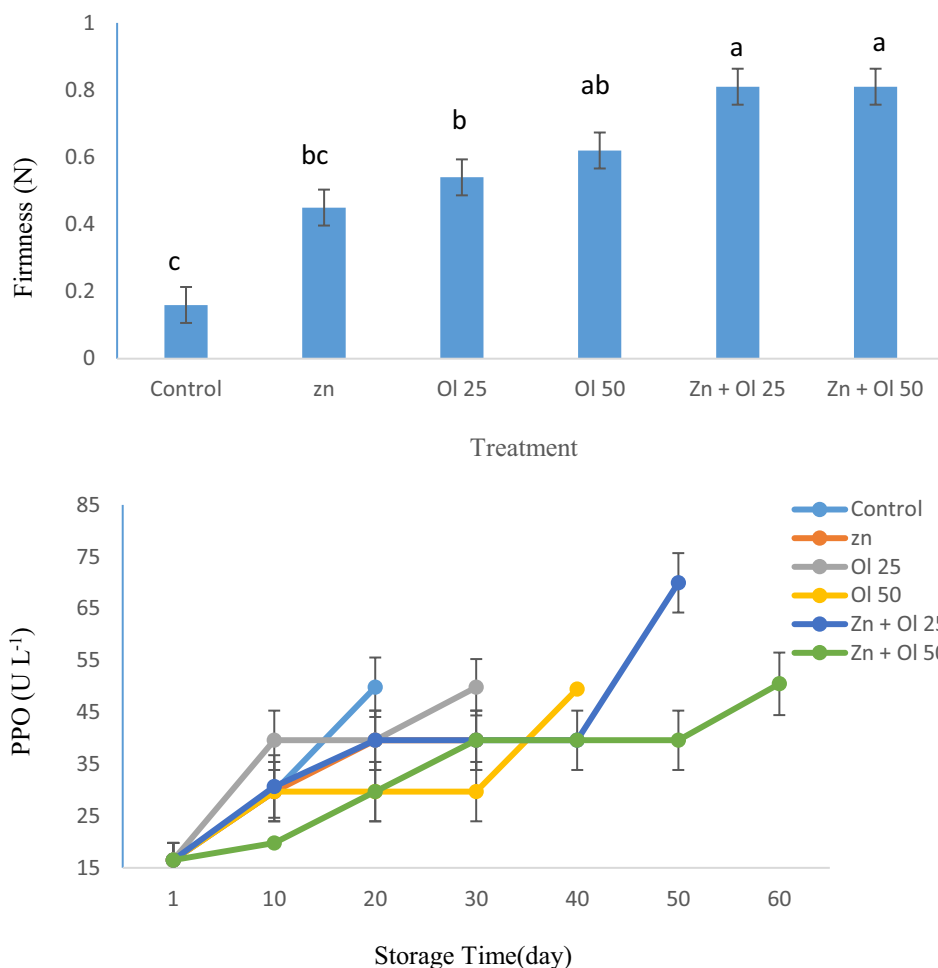 1
0.8
0.6
0.4
0.2
0
Firmness (N)
c
bc
b
ab
a
a
Control zn Ol 25 Ol 50 Zn + Ol 25 Zn + Ol 50
Treatment
85
75
65
55
45
35
25
15
PPO (U L-1)
Control
zn
Ol 25
Ol 50
Zn + Ol 25
Zn + Ol 50
1 10 20 30 40 50 60
Storage Time(day)